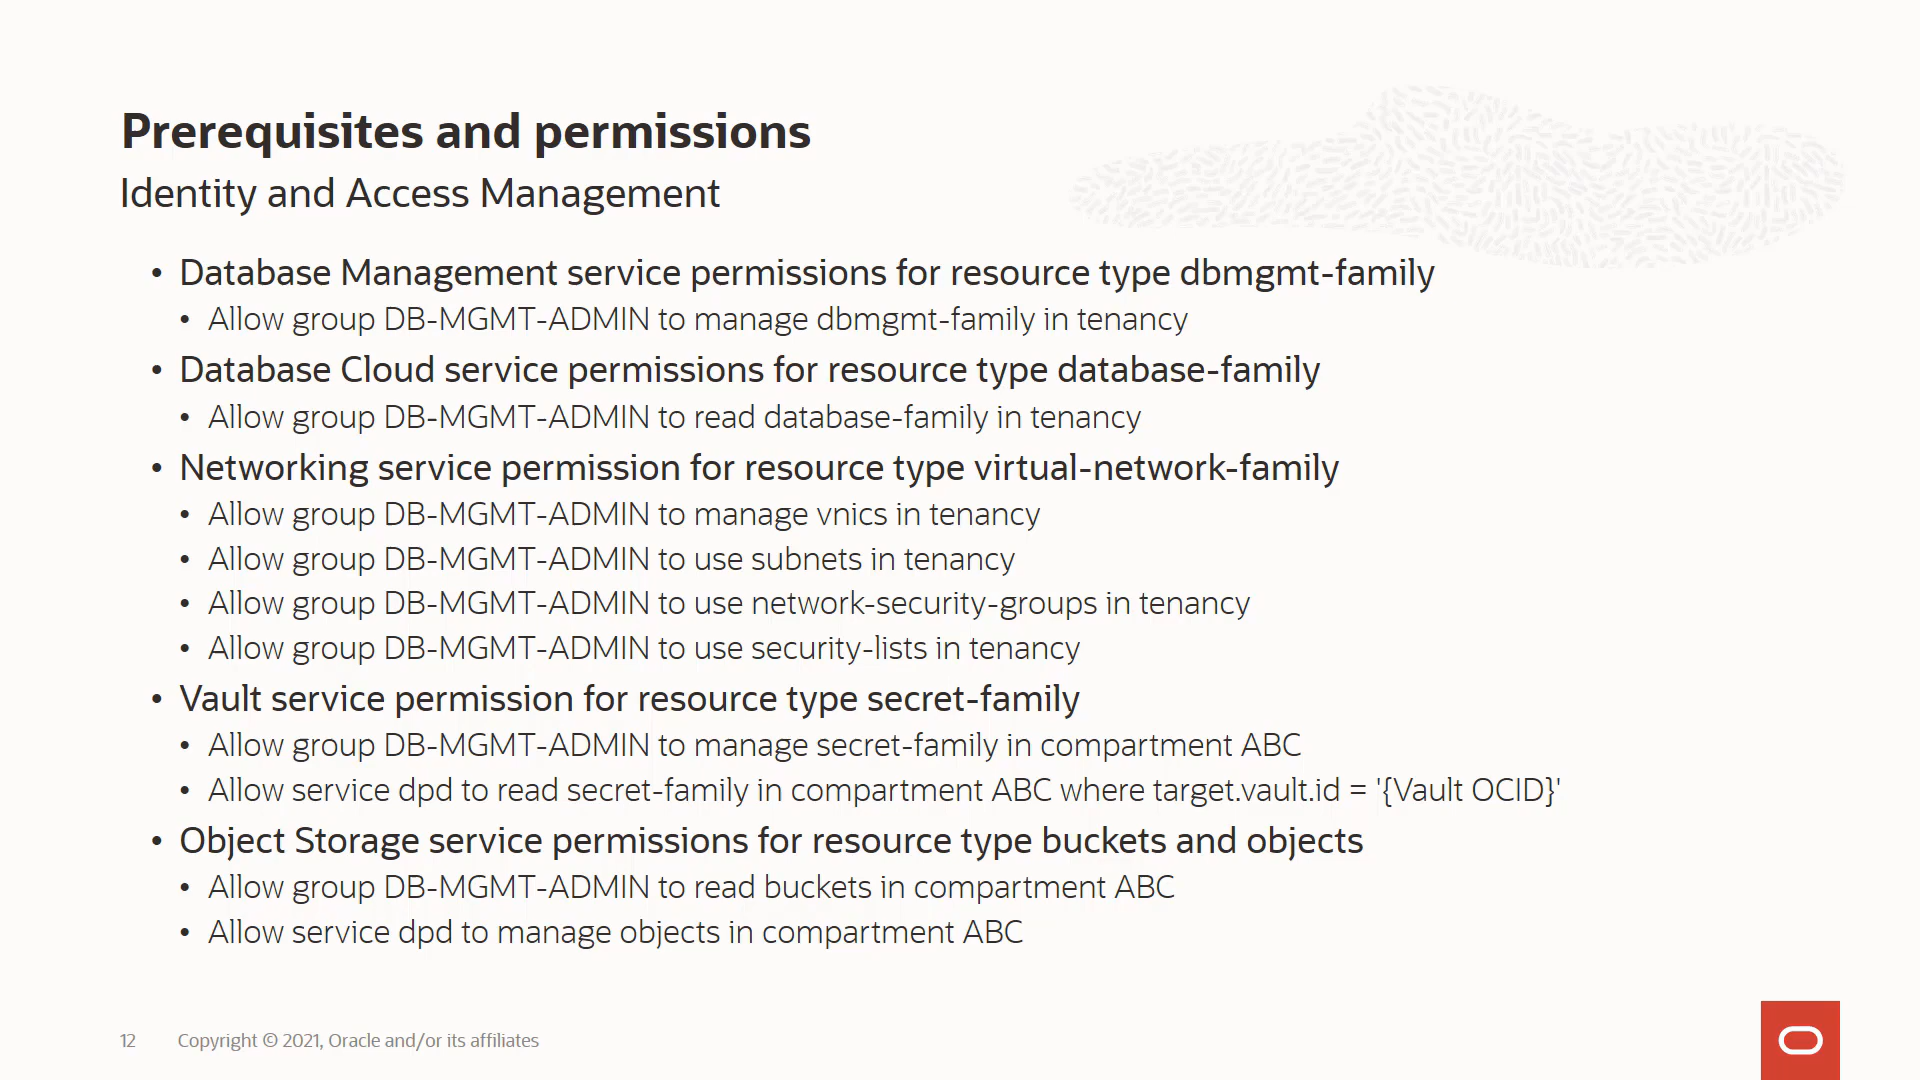 Prerequisites and permissions
Identity and Access Management
• Database Management service permissions for resource type dbmgmt-family
• Allow group DB-MGMT-ADMIN to manage dbmgmt-family in tenancy
• Database Cloud service permissions for resource type database-family
• Allow group DB-MGMT-ADMIN to read database-family in tenancy
• Networking service permission for resource type virtual-network-family
• Allow group DB-MGMT-ADMIN to manage vnics in tenancy
• Allow group DB-MGMT-ADMIN to use subnets in tenancy
• Allow group DB-MGMT-ADMIN to use network-security-groups in tenancy
• Allow group DB-MGMT-ADMIN to use security-lists in tenancy
• Vault service permission for resource type secret-family
• Allow group DB-MGMT-ADMIN to manage secret-family in compartment ABC
• Allow service dpd to read secret-family in compartment ABC where target.vault.id = '{Vault OCID}'
• Object Storage service permissions for resource type buckets and objects
• Allow group DB-MGMT-ADMIN to read buckets in compartment ABC
• Allow service dpd to manage objects in compartment ABC
12 Copyright © 2021, Oracle and/or its affiliates